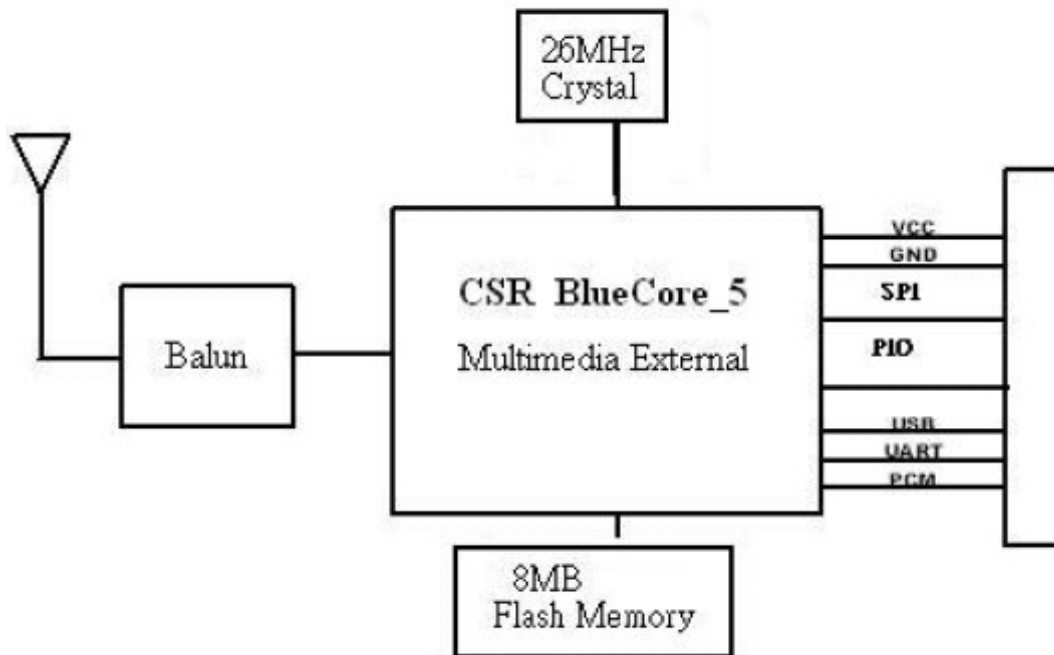 26MHz
Crystal
CSR BlueCore_5
Multimedia External
Balun
VCC
GND
SPI
PIO
USB
UART
PCM
8MB
Flash Memory